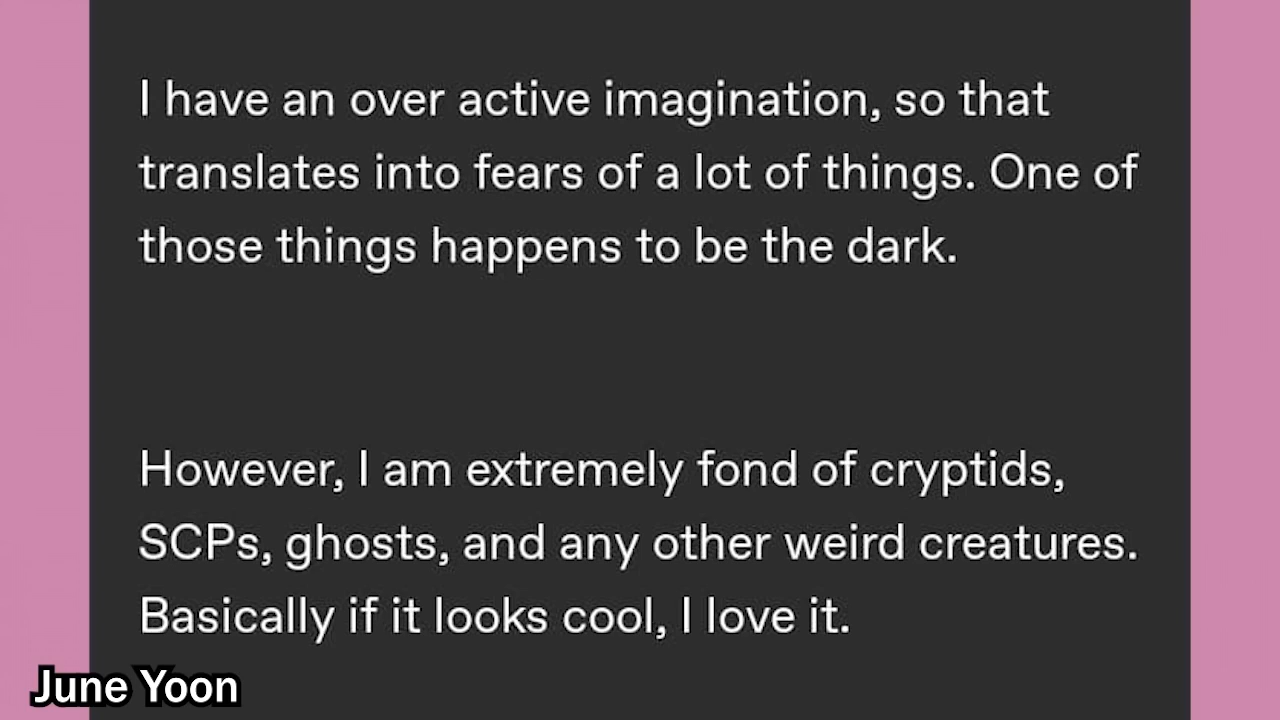 I have an over active imagination, so that
translates into fears of a lot of things. One of
those things happens to be the dark.
However, I am extremely fond of cryptids,
SCPs, ghosts, and any other weird creatures.
Basically if it looks cool, I love it.
June Yoon